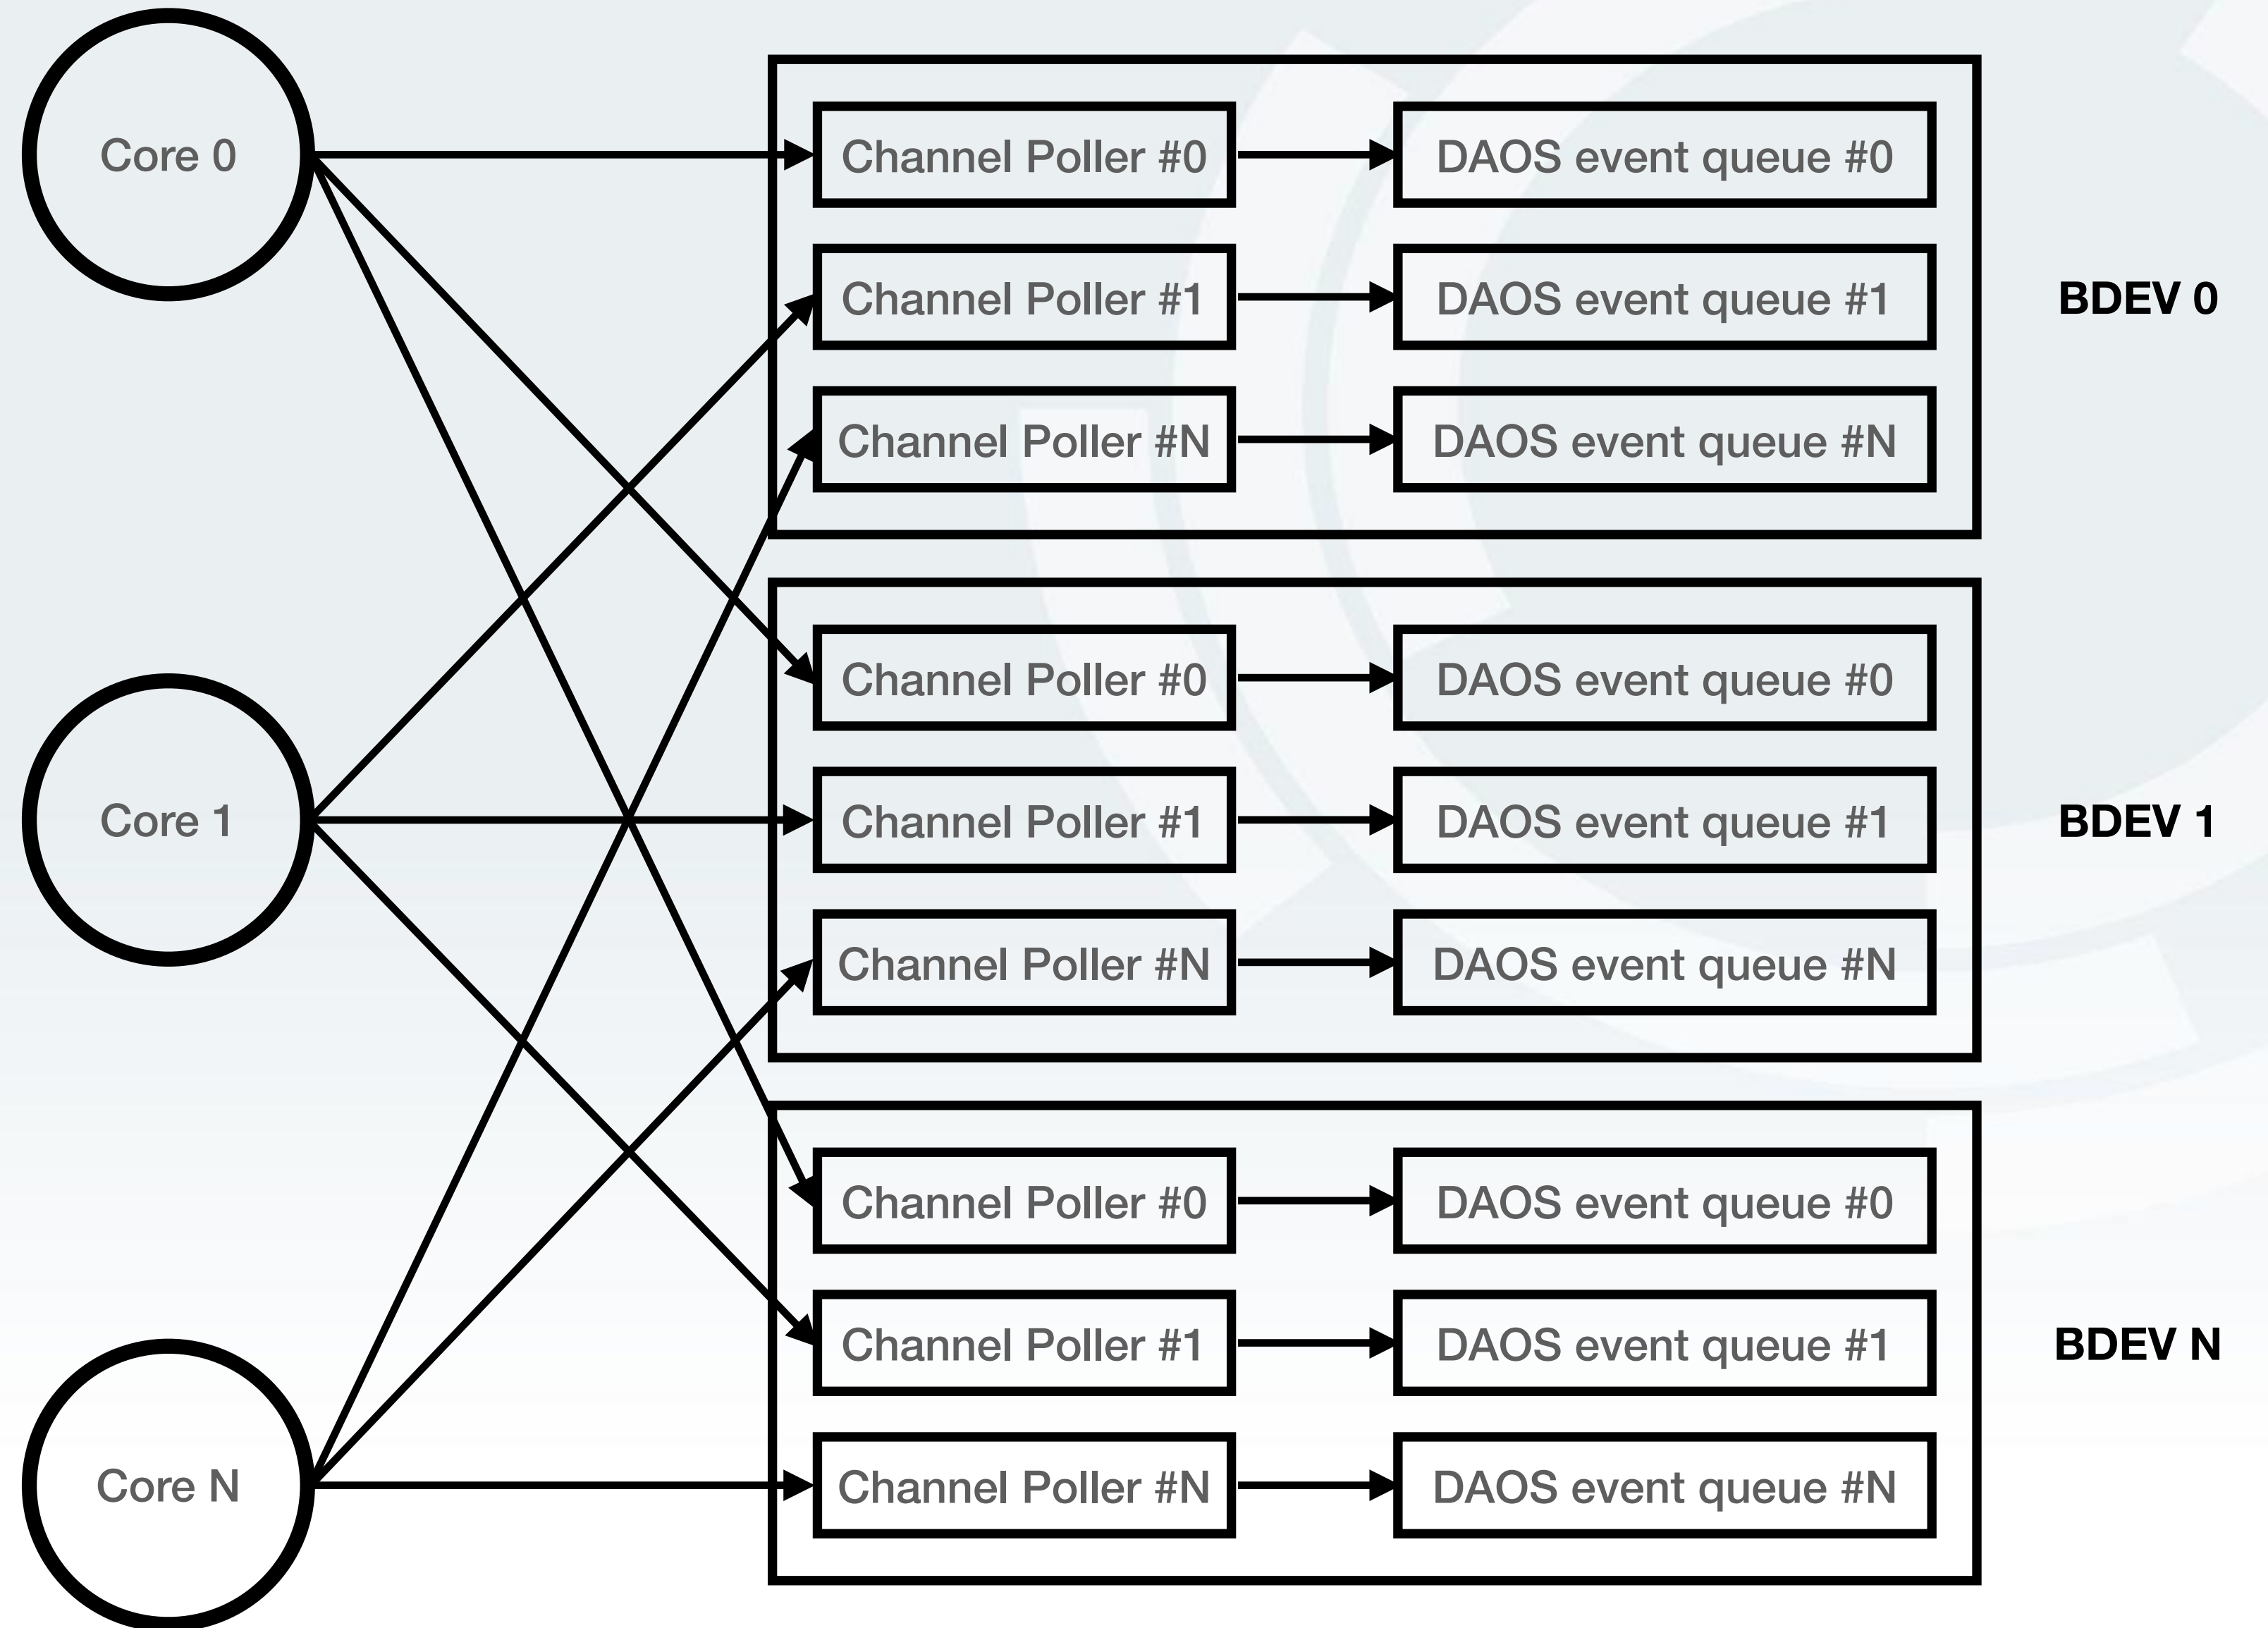 Core 0
Channel Poller #0
DAOS event queue #0
Channel Poller #1
DAOS event queue #1
BDEV 0
Channel Poller #N
DAOS event queue #N
Channel Poller #0
DAOS event queue #0
Core 1
Channel Poller #1
DAOS event queue #1
BDEV 1
Channel Poller #N
DAOS event queue #N
Channel Poller #0
DAOS event queue #0
Channel Poller #1
DAOS event queue #1
BDEV N
Core N
Channel Poller #N
DAOS event queue #N